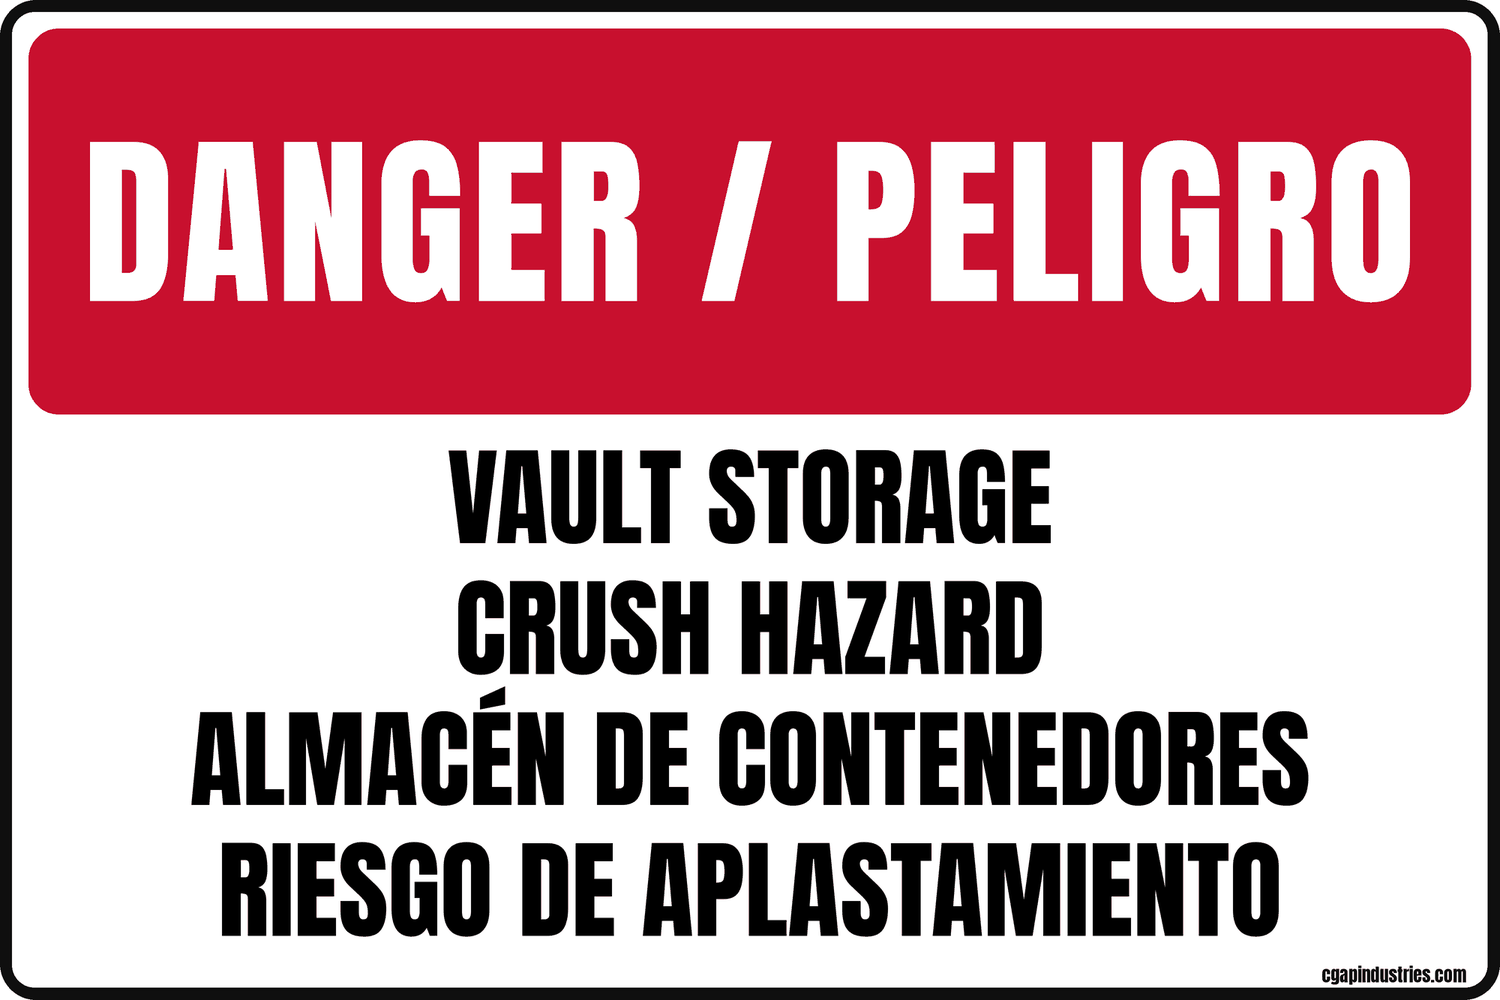 DANGER / PELIGRO
VAULT STORAGE
CRUSH HAZARD
ALMACÉN DE CONTENEDORES
RIESGO DE APLASTAMIENTO
cgapindustries.com